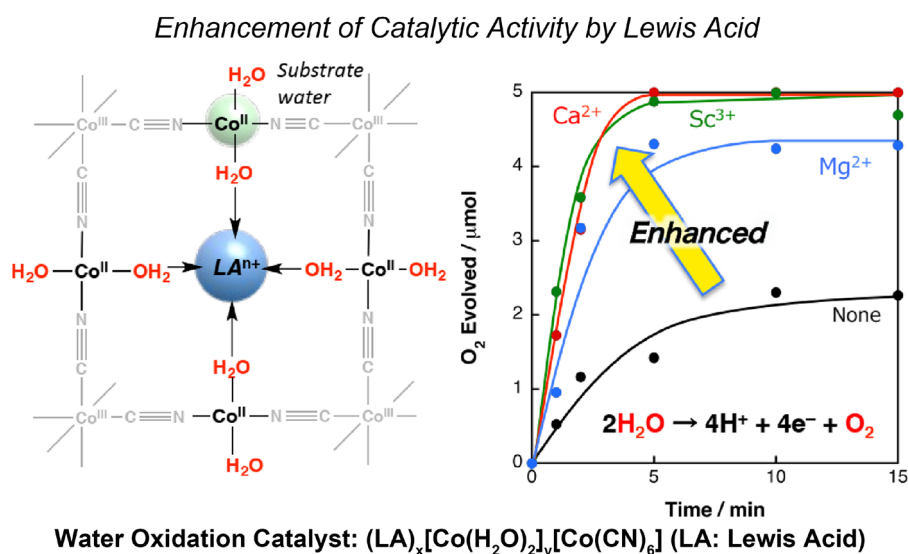 Enhancement of Catalytic Activity by Lewis Acid
H₂O
Substrate
water
Coᴵᴵᴵ C N Coᴵᴵ N C Coᴵᴵᴵ
H₂O
C
N
C
N
H₂O Coᴵᴵ OH₂ LAⁿ⁺ OH₂ Coᴵᴵ OH₂
N
C
N
C
H₂O
Coᴵᴵᴵ C N Coᴵᴵ N C Coᴵᴵᴵ
H₂O
O₂ Evolved / μmol
5
4
3
2
1
0
Ca²⁺
Sc³⁺
Mg²⁺
Enhanced
None
2H₂O → 4H⁺ + 4e⁻ + O₂
0 5 10 15
Time / min
Water Oxidation Catalyst: (LA)ₓ[Co(H₂O)₂]ᵧ[Co(CN)₆] (LA: Lewis Acid)